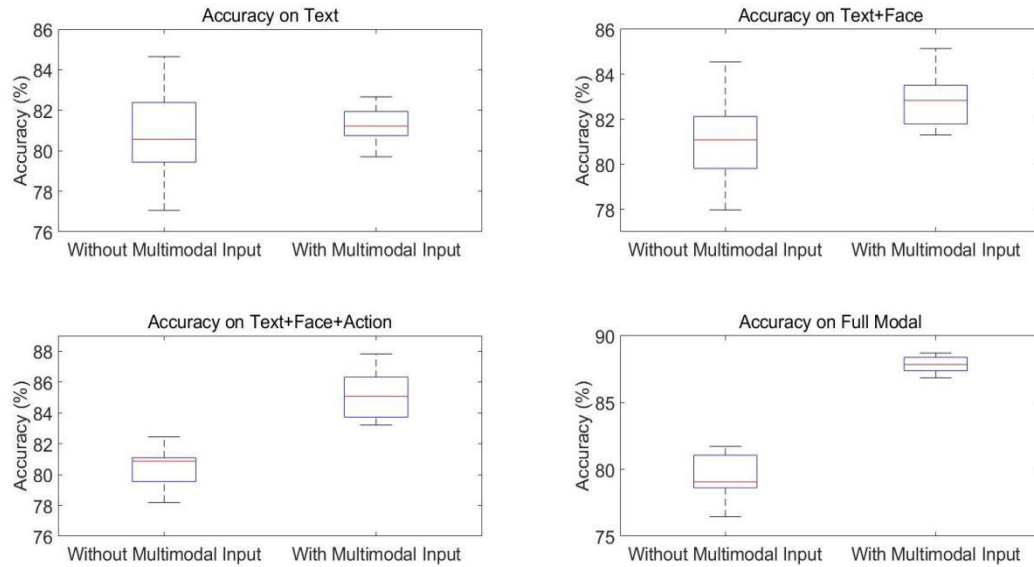 Accuracy on Text
Accuracy (%)
86
84
82
80
78
76
Without Multimodal Input
With Multimodal Input
Accuracy on Text+Face
Accuracy (%)
86
84
82
80
78
Without Multimodal Input
With Multimodal Input
Accuracy on Text+Face+Action
Accuracy (%)
88
86
84
82
80
78
76
Without Multimodal Input
With Multimodal Input
Accuracy on Full Modal
Accuracy (%)
90
85
80
75
Without Multimodal Input
With Multimodal Input